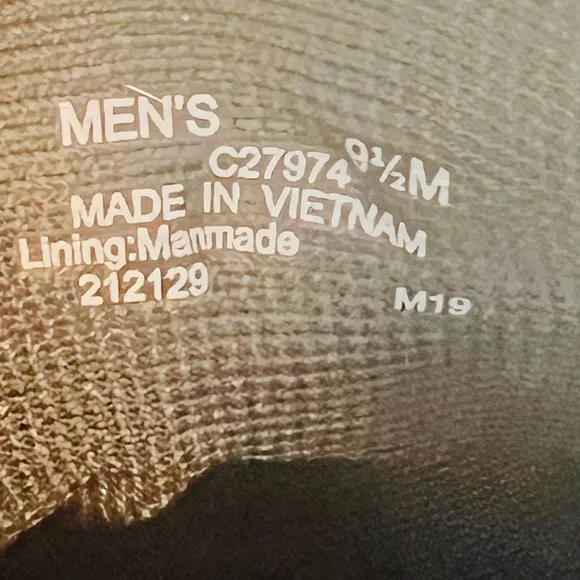 MEN'S
C27974 9½M
MADE IN VIETNAM
Lining:Manmade
212129 M19